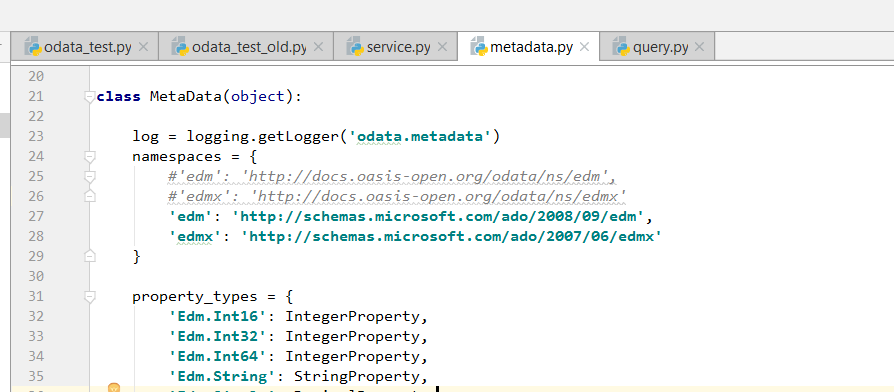 odata_test.py odata_test_old.py service.py metadata.py query.py
20
21 class MetaData(object):
22
23 log = logging.getLogger('odata.metadata')
24 namespaces = {
25 #'edm': 'http://docs.oasis-open.org/odata/ns/edm',
26 #'edmx': 'http://docs.oasis-open.org/odata/ns/edmx'
27 'edm': 'http://schemas.microsoft.com/ado/2008/09/edm',
28 'edmx': 'http://schemas.microsoft.com/ado/2007/06/edmx'
29 }
30
31 property_types = {
32 'Edm.Int16': IntegerProperty,
33 'Edm.Int32': IntegerProperty,
34 'Edm.Int64': IntegerProperty,
35 'Edm.String': StringProperty,